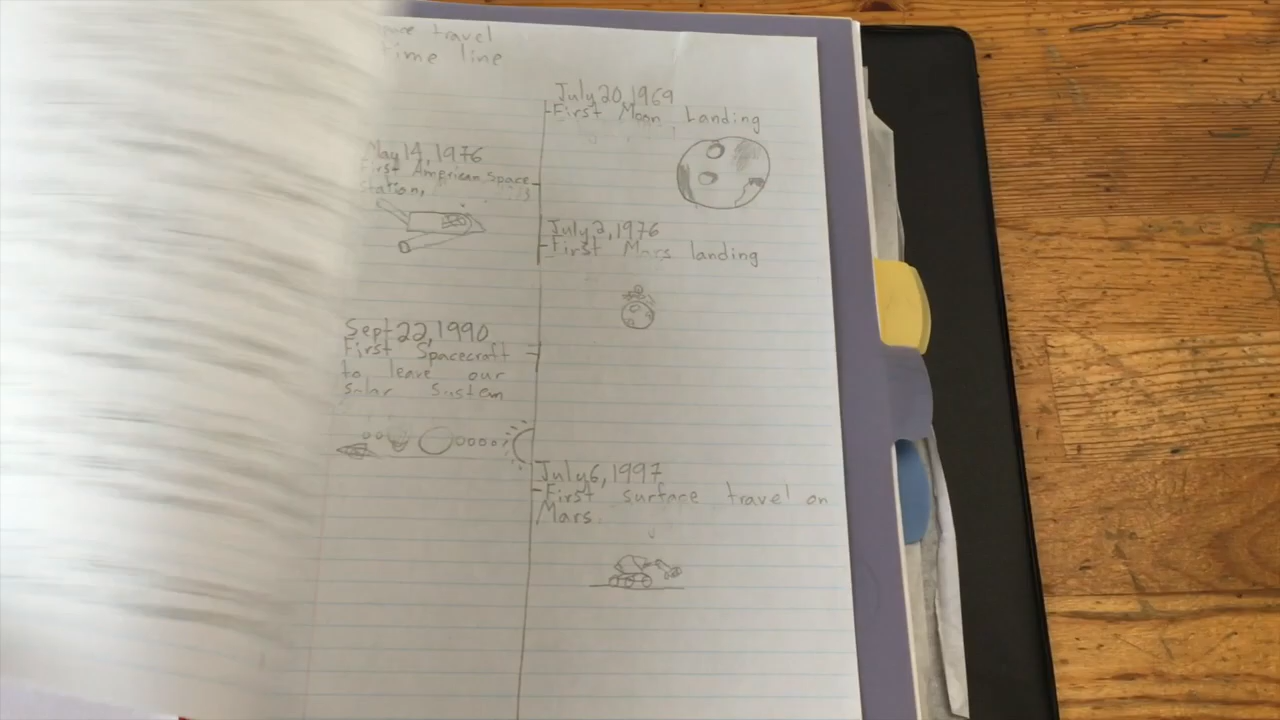 travel
time line
July 20, 1969
First Moon Landing
May 14, 1976
First American Space
station,
July 2, 1976
First Mars landing
Sept 22, 1990
First Spacecraft
to leave our
solar System
July 6, 1997
First surface travel on
Mars